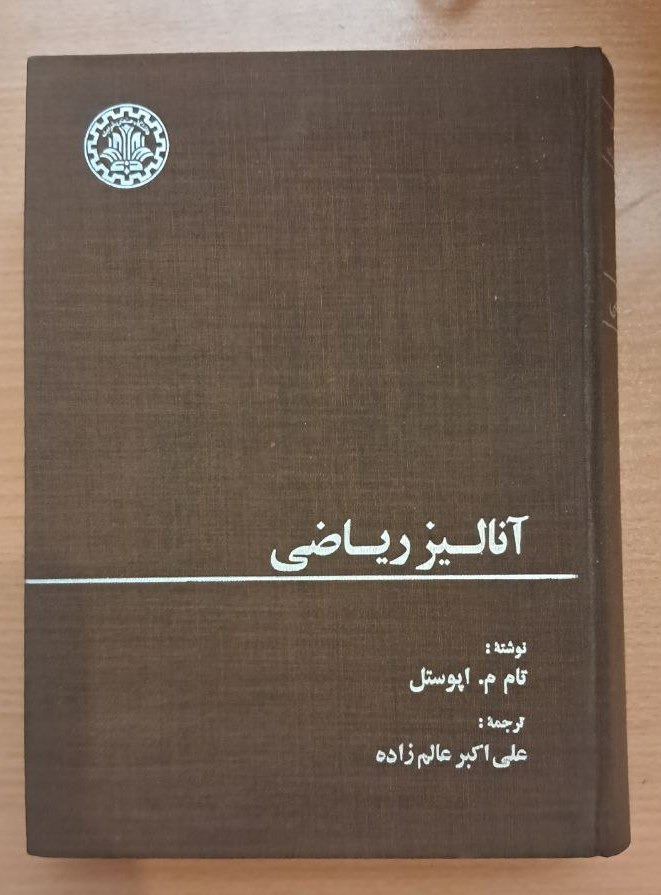 آنالیز ریاضی
نوشتهٔ :
تام م. اپوستل
ترجمهٔ :
علی اکبر عالم زاده